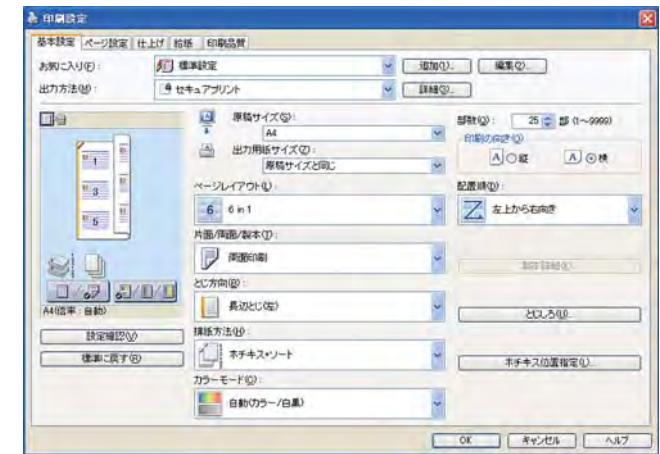 印刷設定
基本設定 ページ設定 仕上げ 給紙 印刷品質
お気に入り(F): 標準設定 追加(1)... 編集(2)...
出力方法(M): セキュアプリント 詳細(3)...
原稿サイズ(S):
A4
出力用紙サイズ(Z):
原稿サイズと同じ
部数(Q): 25 部 (1～9999)
印刷の向き(O)
A 縦 A 横
ページレイアウト(L):
6 6 in 1
配置順(D):
左上から右向き
片面/両面/製本(T):
両面印刷
とじ方向(B):
長辺とじ(左)
とじしろ(U)...
排紙方法(H):
ホチキス+ソート
ホチキス位置指定(L)...
カラーモード(C):
自動(カラー/白黒)
1
3
5
A4(倍率：自動)
設定確認(V)
標準に戻す(R)
OK キャンセル ヘルプ